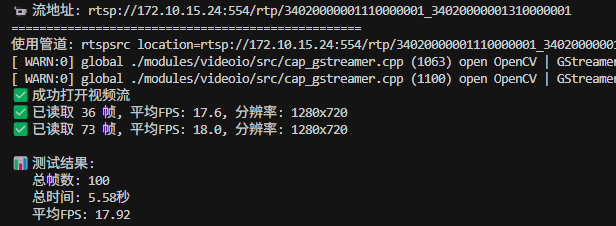 流地址: rtsp://172.10.15.24:554/rtp/34020000001110000001_34020000001310000001
==================================================
使用管道: rtspsrc location=rtsp://172.10.15.24:554/rtp/34020000001110000001_3402000000
[ WARN:0] global ./modules/videoio/src/cap_gstreamer.cpp (1063) open OpenCV | GStreamer
[ WARN:0] global ./modules/videoio/src/cap_gstreamer.cpp (1100) open OpenCV | GStreamer
✅ 成功打开视频流
✅ 已读取 36 帧, 平均FPS: 17.6, 分辨率: 1280x720
✅ 已读取 73 帧, 平均FPS: 18.0, 分辨率: 1280x720
📊 测试结果:
总帧数: 100
总时间: 5.58秒
平均FPS: 17.92